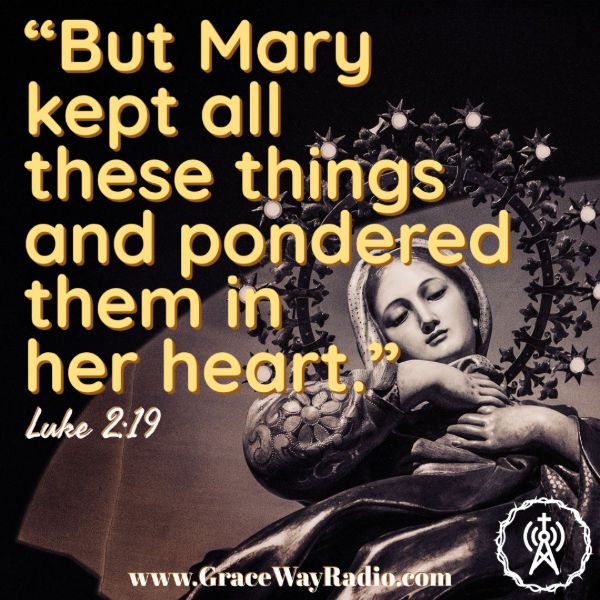 “But Mary
kept all
these things
and pondered
them in
her heart.”
Luke 2:19
www.GraceWayRadio.com